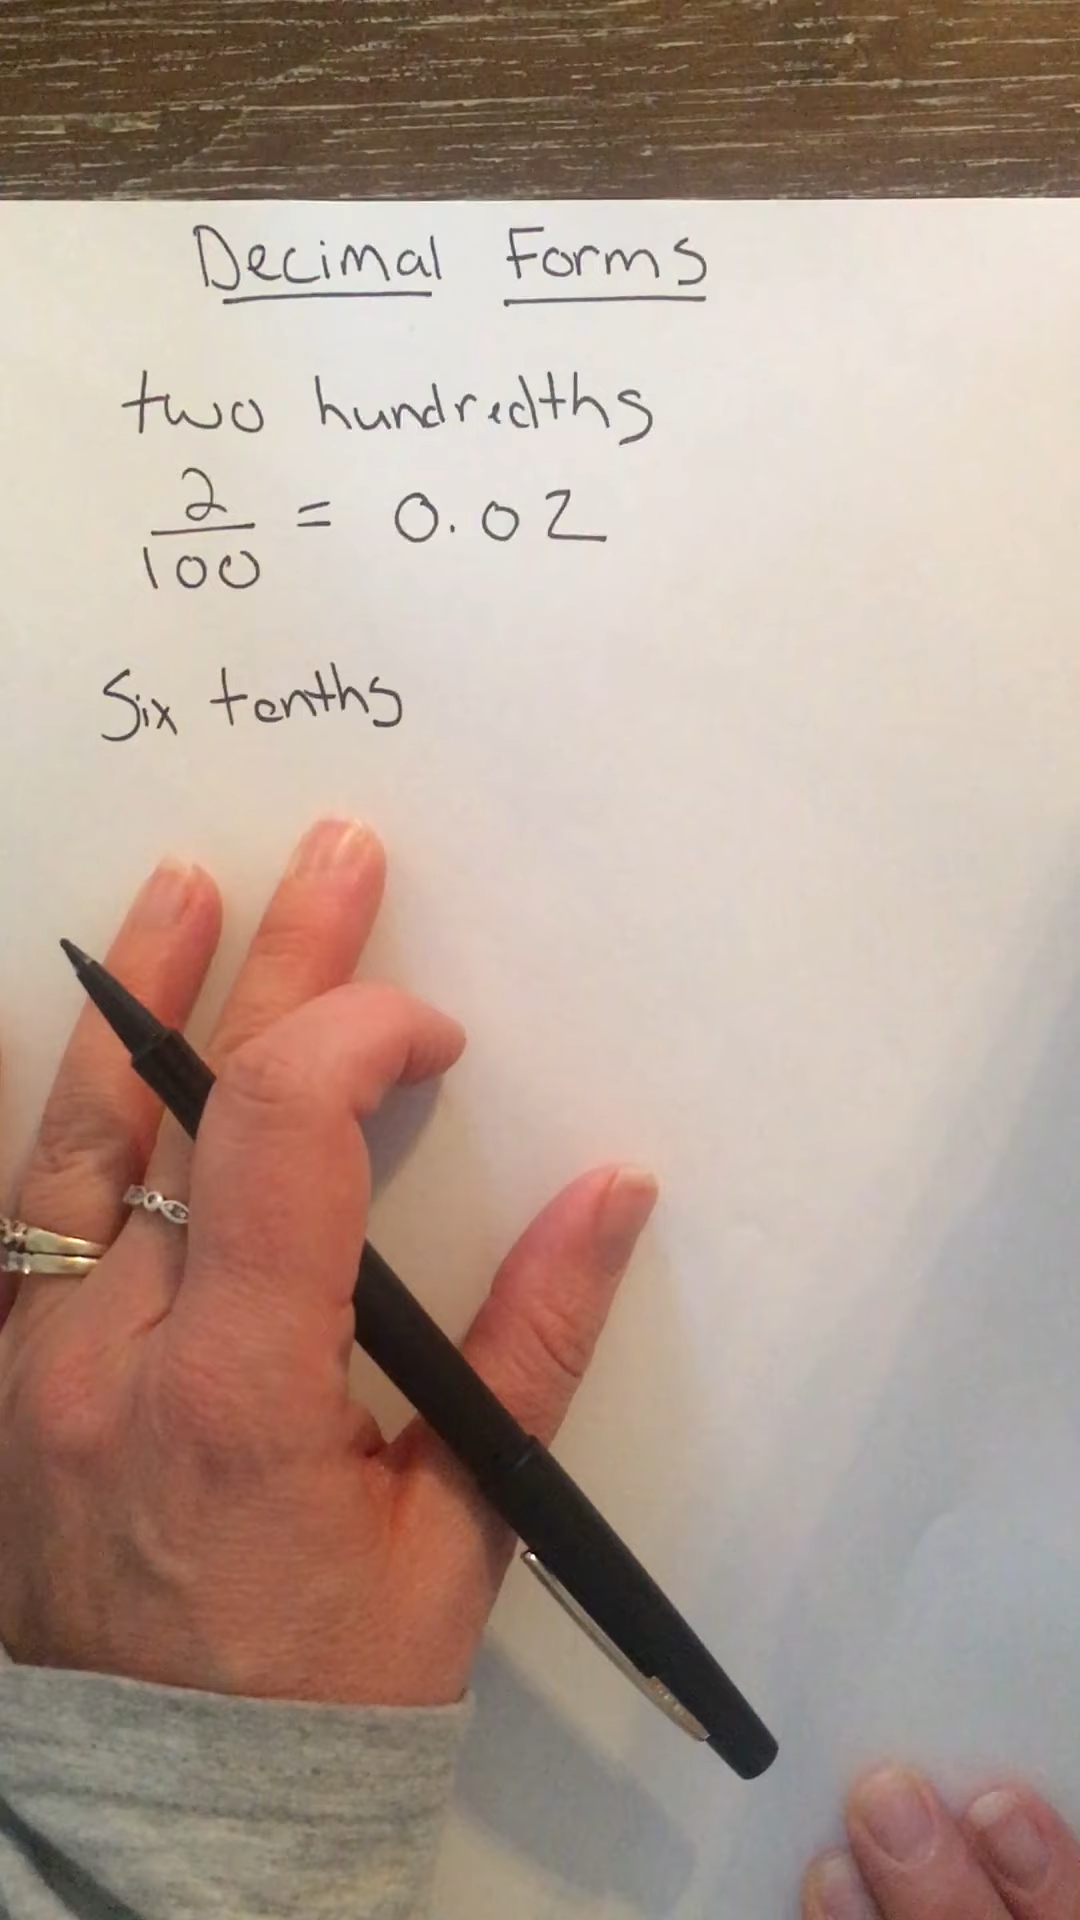 Decimal Forms
two hundredths
2/100 = 0.02
Six tenths